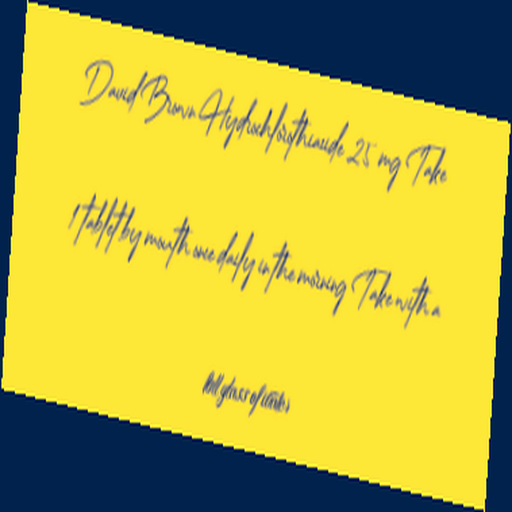 David Brown Hydrochlorothiazide 25 mg Take
1 tablet by mouth once daily in the morning Take with a
full glass of water